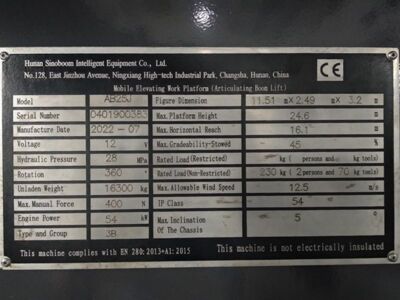 Hunan Sinoboom Intelligent Equipment Co., Ltd.
No.128, East Jinzhou Avenue, Ningxiang High-tech Industrial Park, Changsha, Hunan, China
CE
Mobile Elevating Work Platform (Articulating Boom Lift)
Model AB25J Figure Dimension 11.51 m X 2.49 m X 3.2 m
Serial Number 0401900383 Max.Platform Height 24.6 m
Manufacture Date 2022-07 Max.Horizontal Reach 16.1 m
Voltage 12 V Max.Gradeability-Stowed 45 %
Hydraulic Pressure 28 MPa Rated Load(Restricted) kg ( persons and kg tools)
Rotation 360 ° Rated Load(Non-Restricted) 230 kg ( 2 persons and 70 kg tools)
Unladen Weight 16300 kg Max.Allowable Wind Speed 12.5 m/s
Max.Manual Force 400 N IP Class 54
Engine Power 54 kW Max.Inclination Of The Chassis 5 °
Type and Group 3B
This machine complies with EN 280:2013+A1:2015 This machine is not electrically insulated